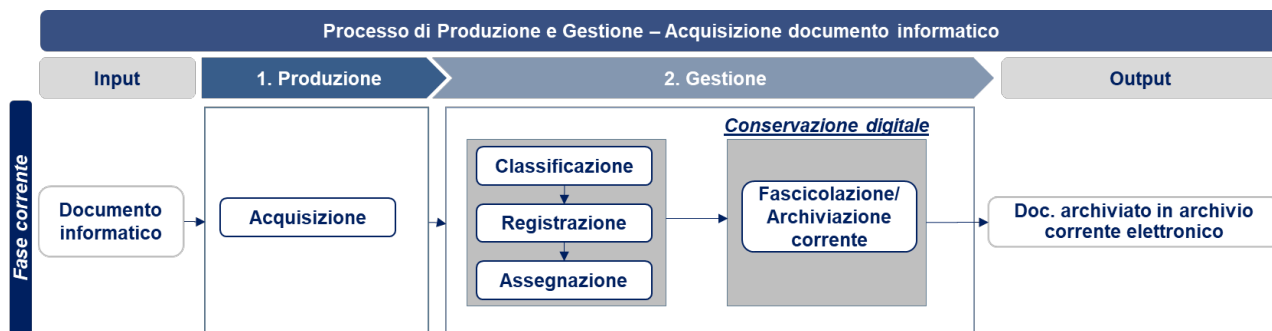 Processo di Produzione e Gestione – Acquisizione documento informatico
Input
1. Produzione
2. Gestione
Output
Fase corrente
Documento
informatico
Acquisizione
Classificazione
Registrazione
Assegnazione
Conservazione digitale
Fascicolazione/
Archiviazione
corrente
Doc. archiviato in archivio
corrente elettronico